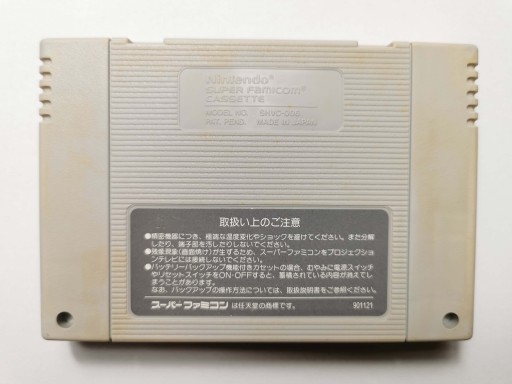 Nintendo®
SUPER FAMICOM®
CASSETTE
MODEL NO. SHVC-006
PAT. PEND. MADE IN JAPAN
取扱い上のご注意
●精密機器につき、極端な温度変化やショックを避けてください。また分解
したり、端子部を汚したりしないでください。
●残像現象(画面焼け)が生ずるため、スーパーファミコンをプロジェクショ
ンテレビには接続しないでください。
●バッテリーバックアップ機能付きカセットの場合、むやみに電源スイッチ
やリセットスイッチをON・OFFすると、蓄積されている内容が消えてし
まうことがあります。
なお、バックアップの操作方法については、取扱説明書をご参照ください。
スーパーファミコン は任天堂の商標です。 901121